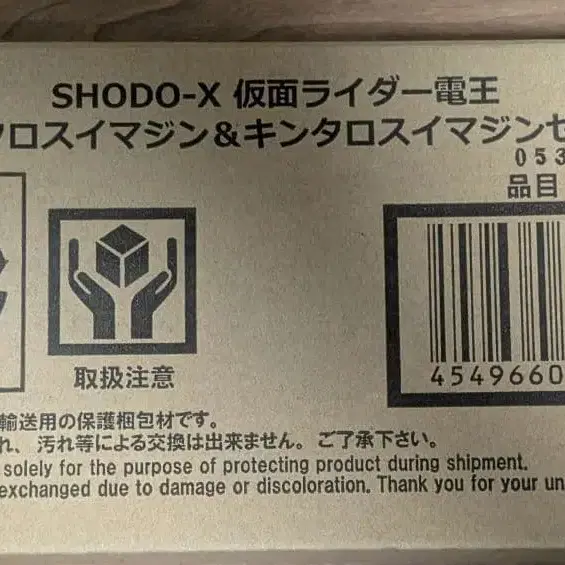 SHODO-X 仮面ライダー電王
タロスイマジン&キンタロスイマジンセ
053
品目
4549660
取扱注意
輸送用の保護梱包材です。
れ、汚れ等による交換は出来ません。ご了承下さい。
solely for the purpose of protecting product during shipment.
exchanged due to damage or discoloration. Thank you for your un